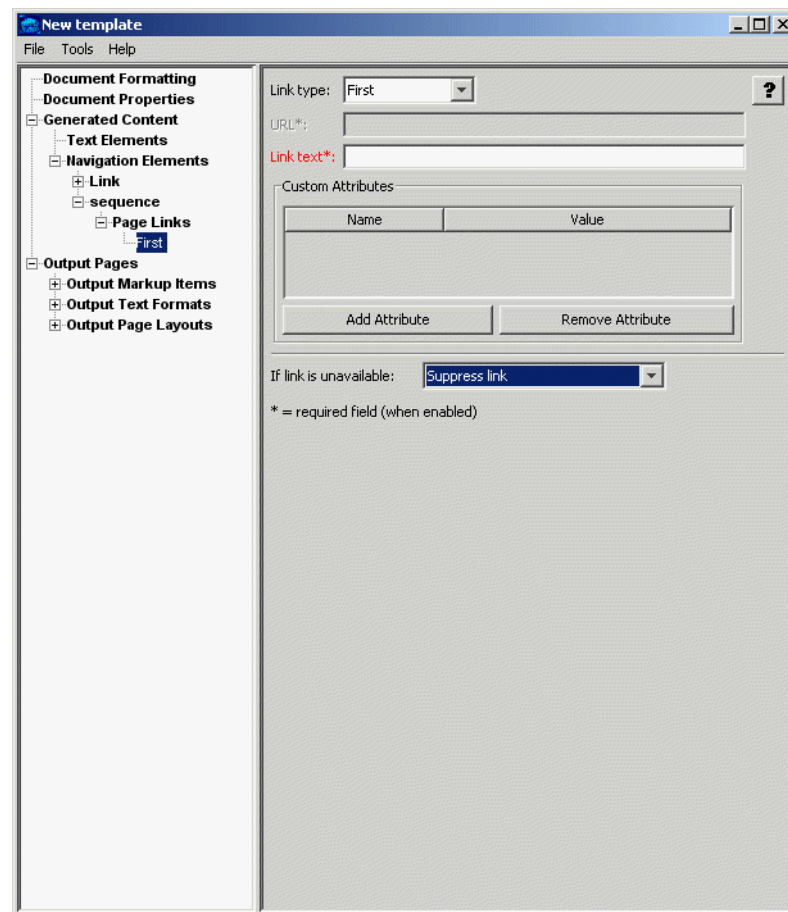 New template
File Tools Help
Document Formatting
Document Properties
Generated Content
Text Elements
Navigation Elements
Link
sequence
Page Links
First
Output Pages
Output Markup Items
Output Text Formats
Output Page Layouts
Link type: First
?
URL*:
Link text*:
Custom Attributes
Name Value
Add Attribute Remove Attribute
If link is unavailable: Suppress link
* = required field (when enabled)